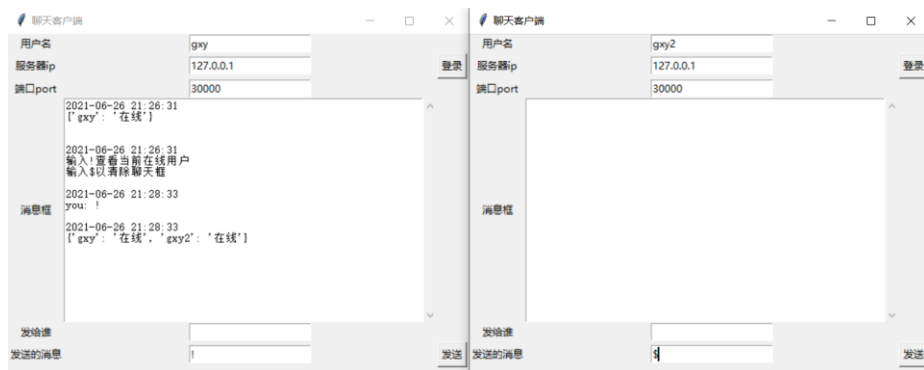 聊天客户端
用户名
gxy
服务器ip
127.0.0.1
登录
端口port
30000
消息框
2021-06-26 21:26:31
{'gxy': '在线'}
2021-06-26 21:26:31
输入!查看当前在线用户
输入$以清除聊天框
2021-06-26 21:28:33
you: !
2021-06-26 21:28:33
{'gxy': '在线', 'gxy2': '在线'}
发给谁
发送的消息
!
发送
聊天客户端
用户名
gxy2
服务器ip
127.0.0.1
登录
端口port
30000
消息框
发给谁
发送的消息
$
发送